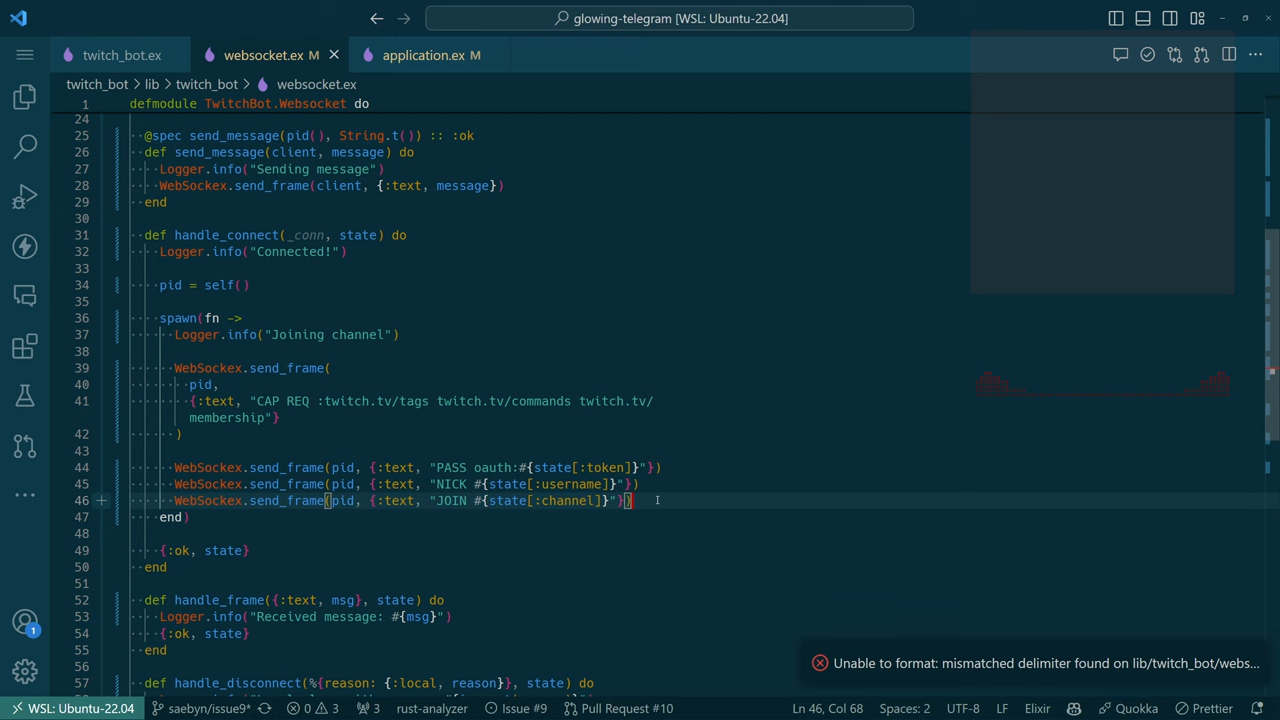 glowing-telegram [WSL: Ubuntu-22.04]
twitch_bot.ex
websocket.ex M
application.ex M
twitch_bot > lib > twitch_bot > websocket.ex
1 defmodule TwitchBot.Websocket do
24
25 @spec send_message(pid(), String.t()) :: :ok
26 def send_message(client, message) do
27 Logger.info("Sending message")
28 WebSockex.send_frame(client, {:text, message})
29 end
30
31 def handle_connect(_conn, state) do
32 Logger.info("Connected!")
33
34 pid = self()
35
36 spawn(fn ->
37 Logger.info("Joining channel")
38
39 WebSockex.send_frame(
40 pid,
41 {:text, "CAP REQ :twitch.tv/tags twitch.tv/commands twitch.tv/
membership"}
42 )
43
44 WebSockex.send_frame(pid, {:text, "PASS oauth:#{state[:token]}"})
45 WebSockex.send_frame(pid, {:text, "NICK #{state[:username]}"})
46 WebSockex.send_frame(pid, {:text, "JOIN #{state[:channel]}"})
47 end)
48
49 {:ok, state}
50 end
51
52 def handle_frame({:text, msg}, state) do
53 Logger.info("Received message: #{msg}")
54 {:ok, state}
55 end
56
57 def handle_disconnect(%{reason: {:local, reason}}, state) do
1
Unable to format: mismatched delimiter found on lib/twitch_bot/webs...
WSL: Ubuntu-22.04 saebyn/issue9* 0 3 3 rust-analyzer Issue #9 Pull Request #10 Ln 46, Col 68 Spaces: 2 UTF-8 LF Elixir Quokka Prettier